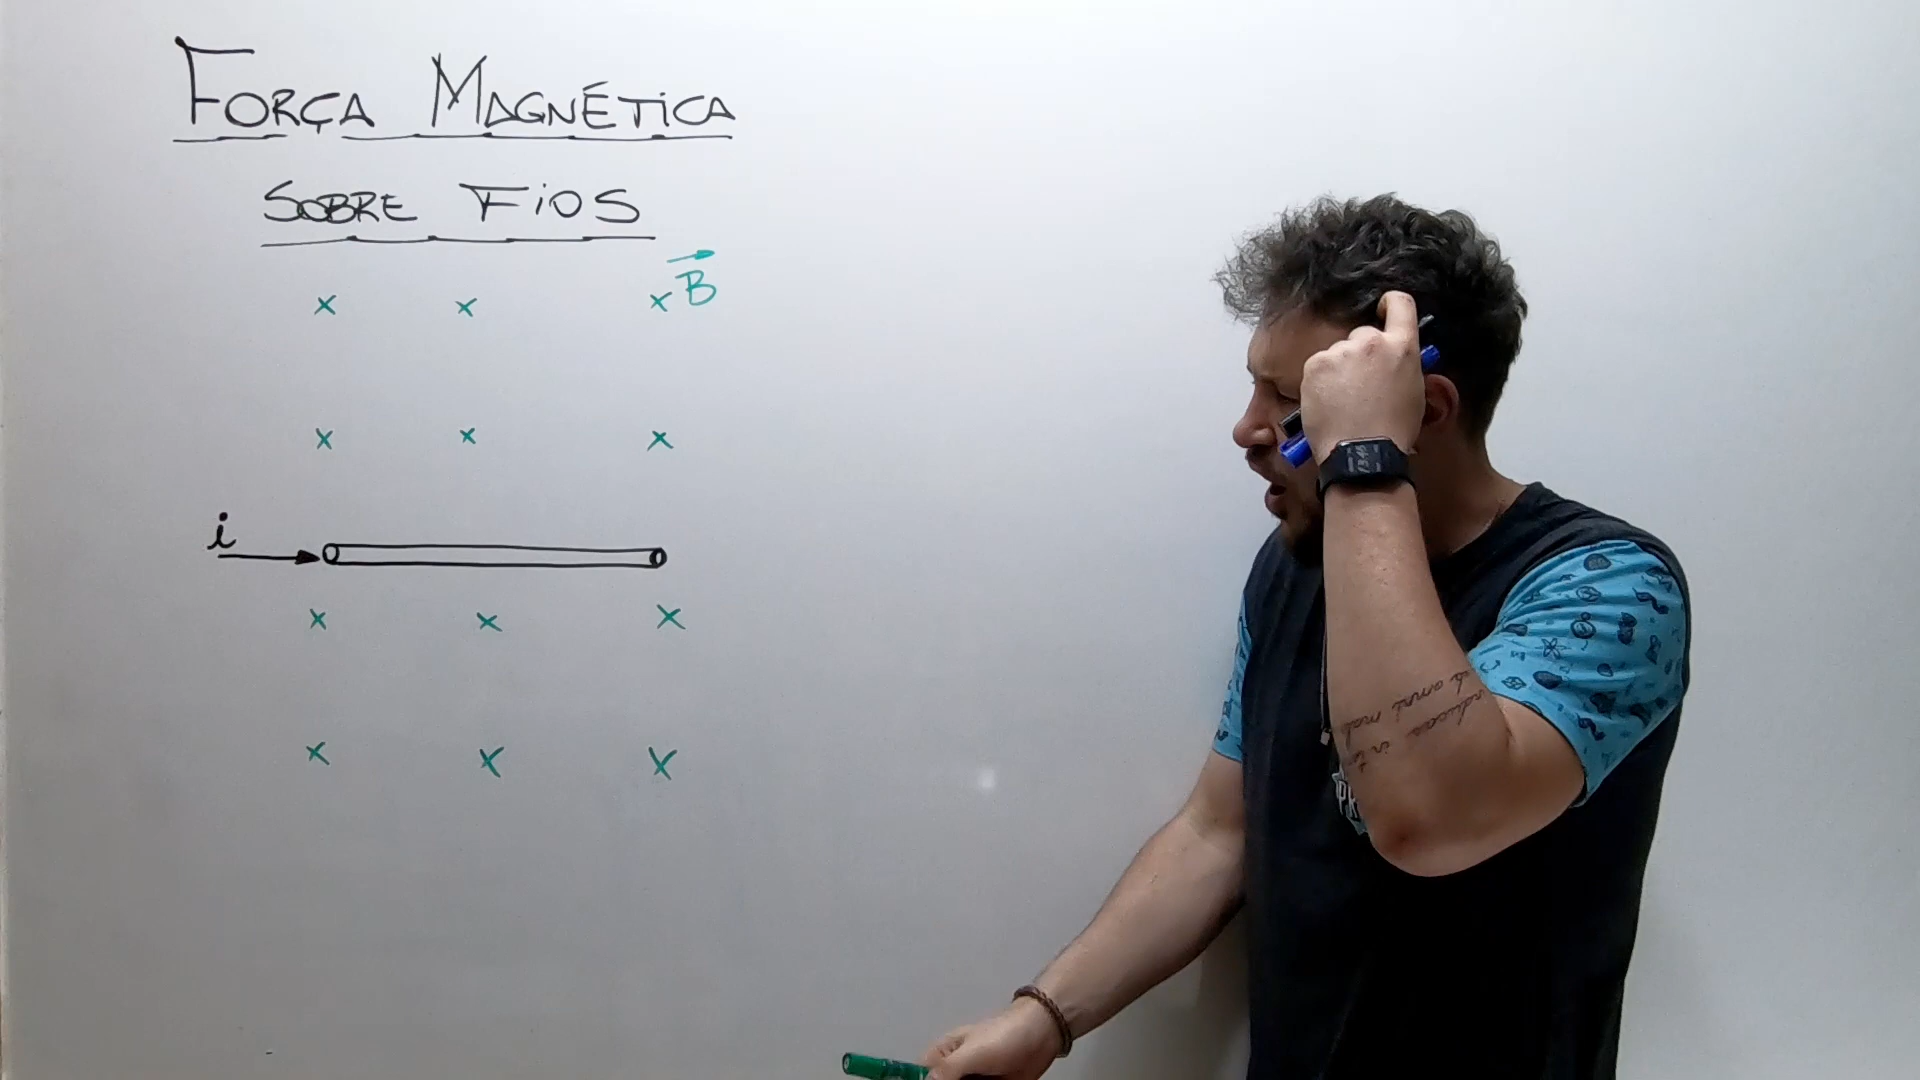 FORÇA MAGNÉTICA
SOBRE FIOS
x x x B
x x x
i
x x x
x x x